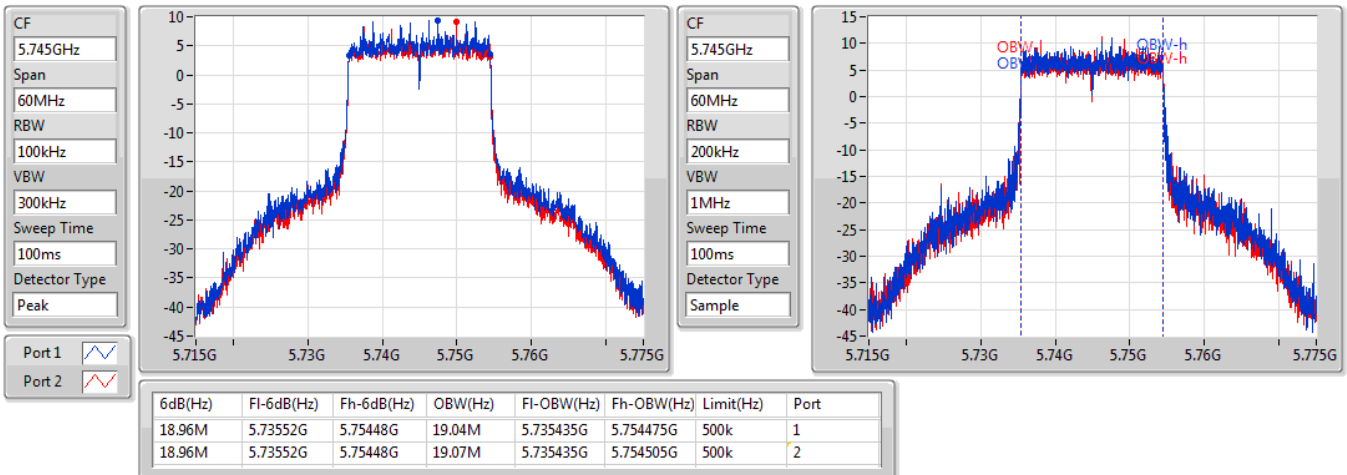 CF
5.745GHz
Span
60MHz
RBW
100kHz
VBW
300kHz
Sweep Time
100ms
Detector Type
Peak
Port 1
Port 2
10
5
0
-5
-10
-15
-20
-25
-30
-35
-40
-45
5.715G 5.73G 5.74G 5.75G 5.76G 5.775G
CF
5.745GHz
Span
60MHz
RBW
200kHz
VBW
1MHz
Sweep Time
100ms
Detector Type
Sample
15
10
5
0
-5
-10
-15
-20
-25
-30
-35
-40
-45
OBW-h
OBW-h
5.715G 5.73G 5.74G 5.75G 5.76G 5.775G
6dB(Hz) Fl-6dB(Hz) Fh-6dB(Hz) OBW(Hz) Fl-OBW(Hz) Fh-OBW(Hz) Limit(Hz) Port
18.96M 5.73552G 5.75448G 19.04M 5.735435G 5.754475G 500k 1
18.96M 5.73552G 5.75448G 19.07M 5.735435G 5.754505G 500k 2